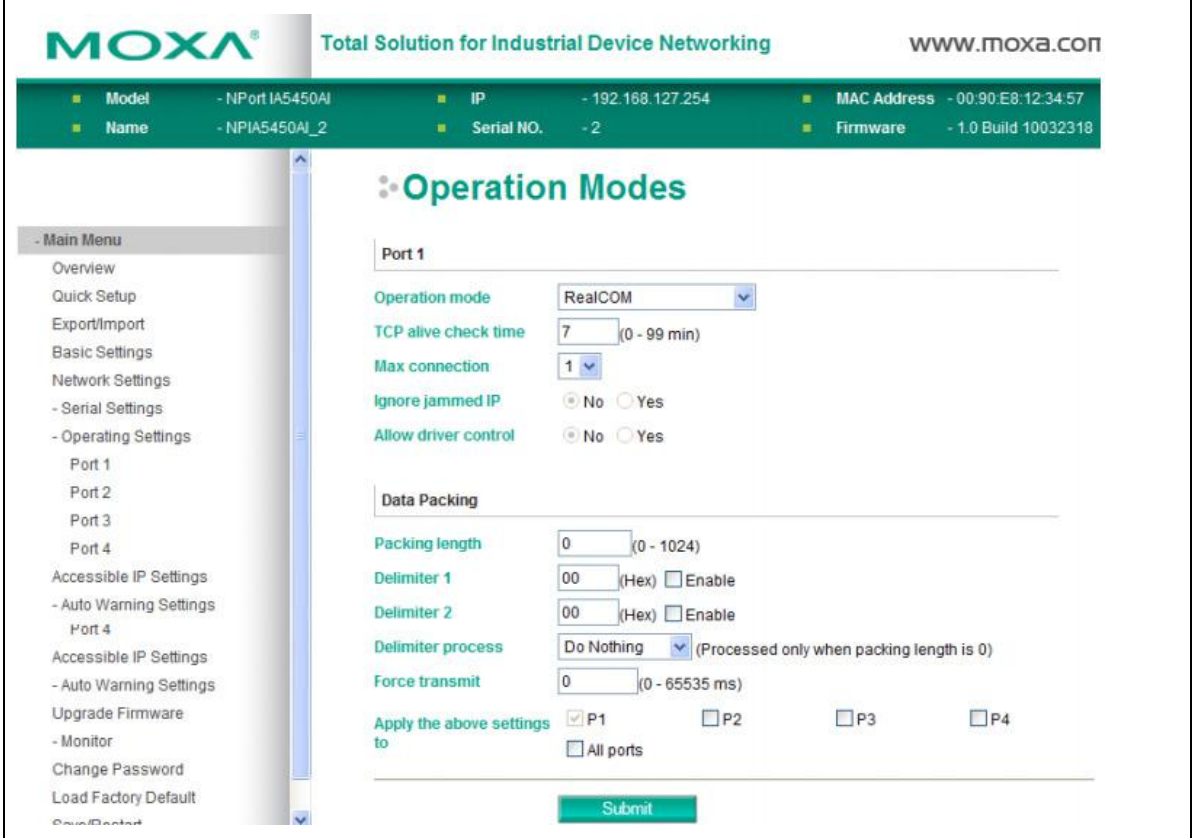 MOXA®
Total Solution for Industrial Device Networking
www.moxa.com
Model - NPort IA5450AI IP - 192.168.127.254 MAC Address - 00:90:E8:12:34:57
Name - NPIA5450AI_2 Serial NO. - 2 Firmware - 1.0 Build 10032318
- Main Menu
Overview
Quick Setup
Export/Import
Basic Settings
Network Settings
- Serial Settings
- Operating Settings
Port 1
Port 2
Port 3
Port 4
Accessible IP Settings
- Auto Warning Settings
Port 4
Accessible IP Settings
- Auto Warning Settings
Upgrade Firmware
- Monitor
Change Password
Load Factory Default
Save/Restart
Operation Modes
Port 1
Operation mode RealCOM
TCP alive check time 7 (0 - 99 min)
Max connection 1
Ignore jammed IP No Yes
Allow driver control No Yes
Data Packing
Packing length 0 (0 - 1024)
Delimiter 1 00 (Hex) Enable
Delimiter 2 00 (Hex) Enable
Delimiter process Do Nothing (Processed only when packing length is 0)
Force transmit 0 (0 - 65535 ms)
Apply the above settings to P1 P2 P3 P4
All ports
Submit